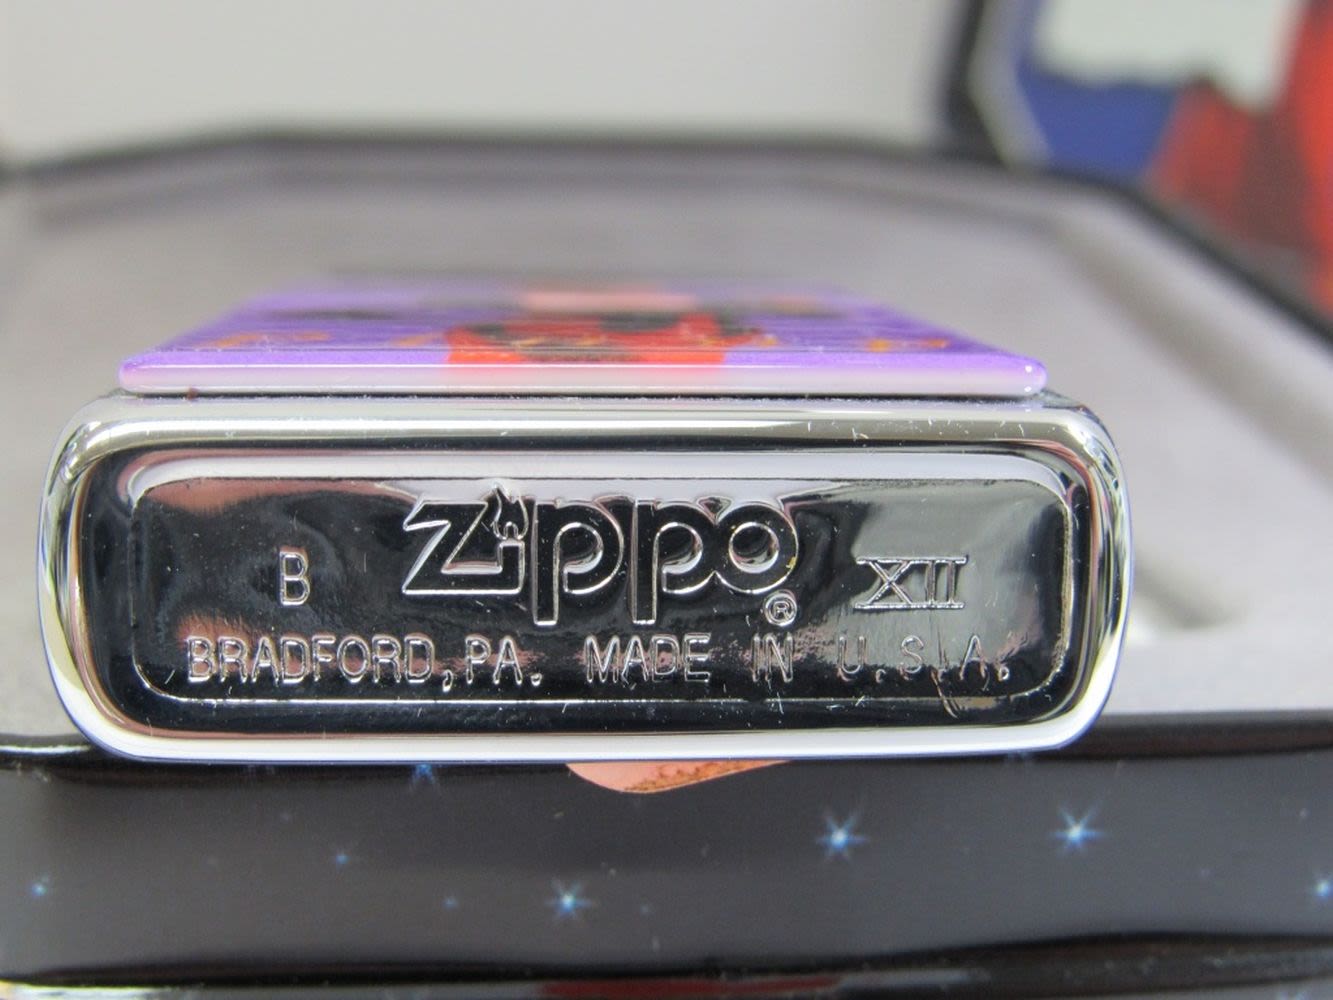 B Zippo® XII
BRADFORD, PA. MADE IN U.S.A.